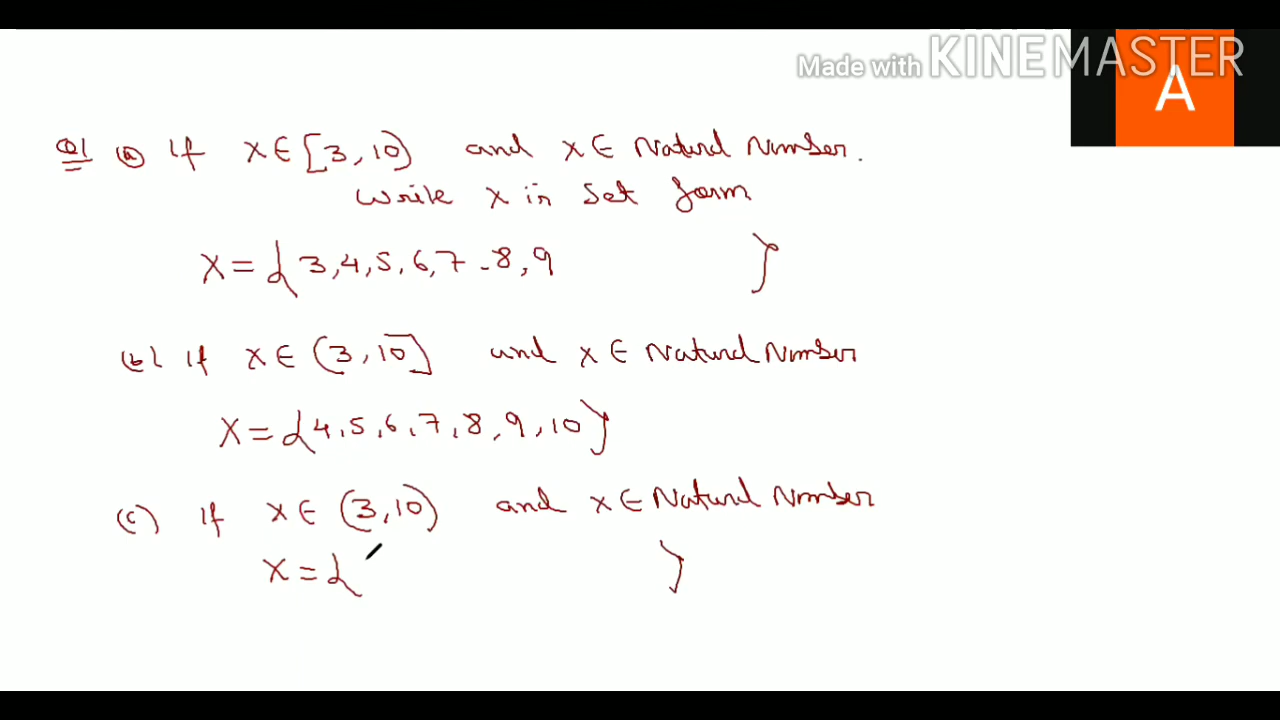 Made with KINEMASTER
A
Q1 (a) If x ∈ [3, 10) and x ∈ Natural Number.
Write x in Set form
X = {3, 4, 5, 6, 7 - 8, 9 }
(b) If x ∈ (3, 10] and x ∈ Natural Number
X = {4, 5, 6, 7, 8, 9, 10}
(c) If x ∈ (3, 10) and x ∈ Natural Number
X = { }